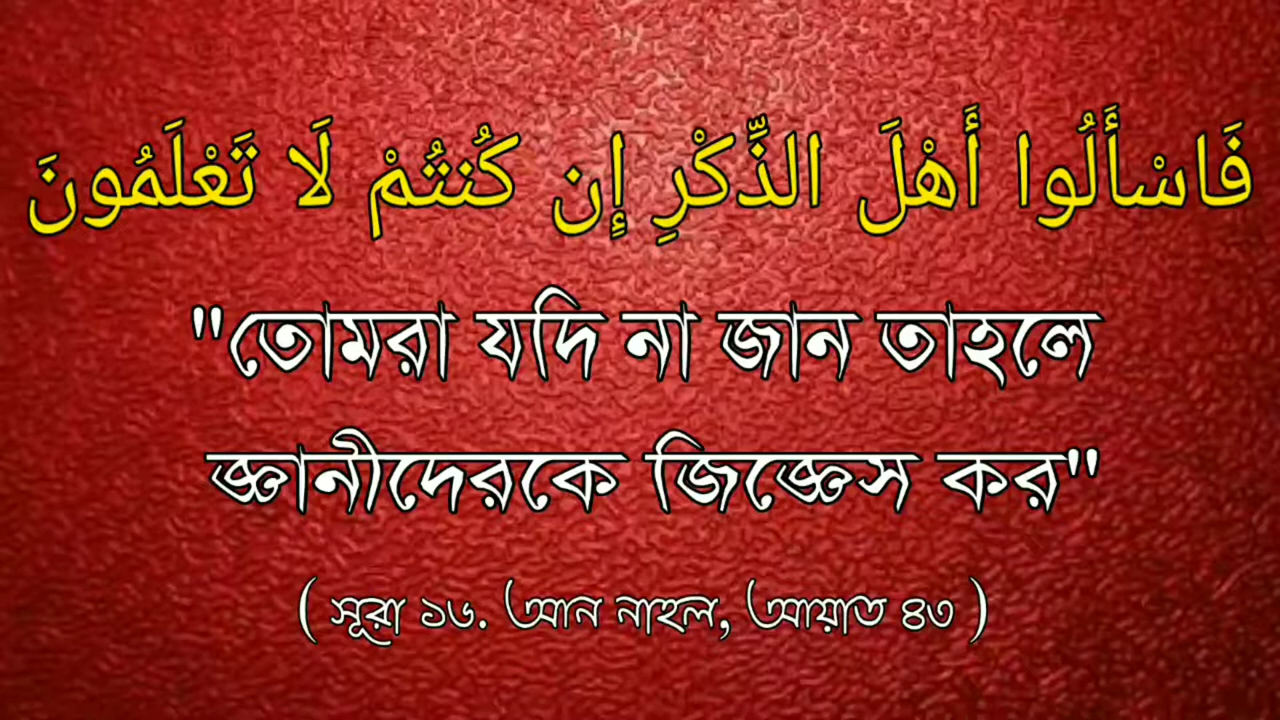 فَاسْأَلُوا أَهْلَ الذِّكْرِ إِن كُنتُمْ لَا تَعْلَمُونَ
"তোমরা যদি না জান তাহলে
জ্ঞানীদেরকে জিজ্ঞেস কর"
( সূরা ১৬. আন নাহল, আয়াত ৪৩ )